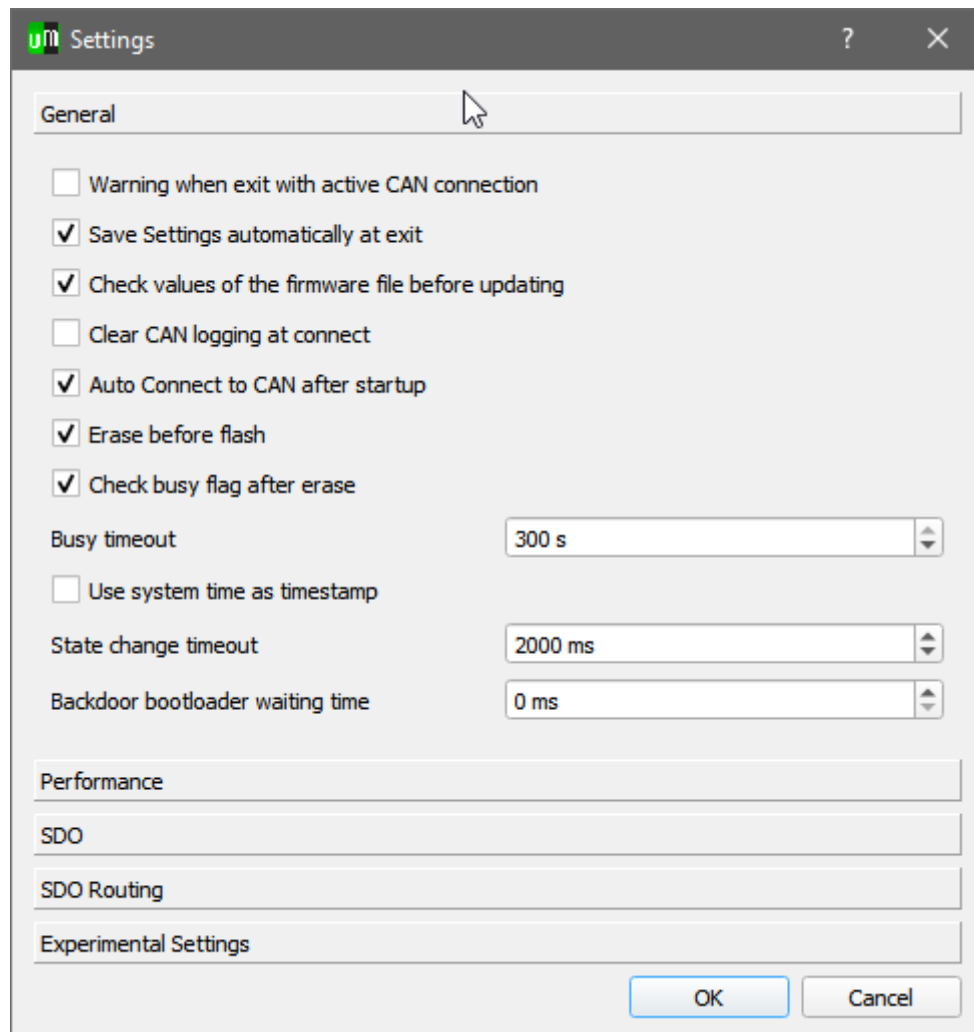 um Settings
General
Warning when exit with active CAN connection
Save Settings automatically at exit
Check values of the firmware file before updating
Clear CAN logging at connect
Auto Connect to CAN after startup
Erase before flash
Check busy flag after erase
Busy timeout 300 s
Use system time as timestamp
State change timeout 2000 ms
Backdoor bootloader waiting time 0 ms
Performance
SDO
SDO Routing
Experimental Settings
OK Cancel